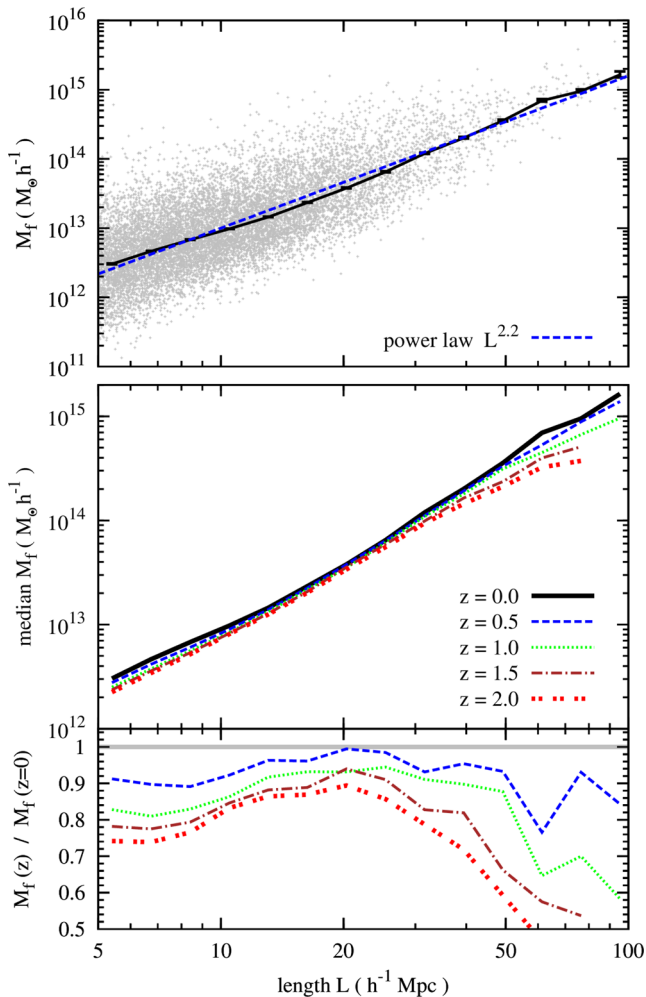 10^16
10^15
10^14
10^13
10^12
10^11
M_f ( M_⊙ h^-1)
power law L^2.2
10^15
10^14
10^13
10^12
median M_f ( M_⊙ h^-1)
z = 0.0
z = 0.5
z = 1.0
z = 1.5
z = 2.0
1
0.9
0.8
0.7
0.6
0.5
M_f (z) / M_f (z=0)
5 10 20 50 100
length L ( h^-1 Mpc)